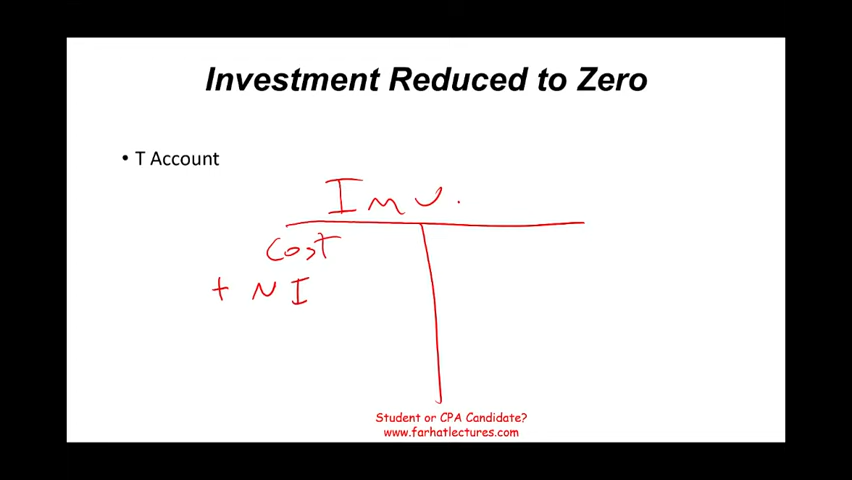 Investment Reduced to Zero
• T Account
Inv.
Cost
+ NI
Student or CPA Candidate?
www.farhatlectures.com